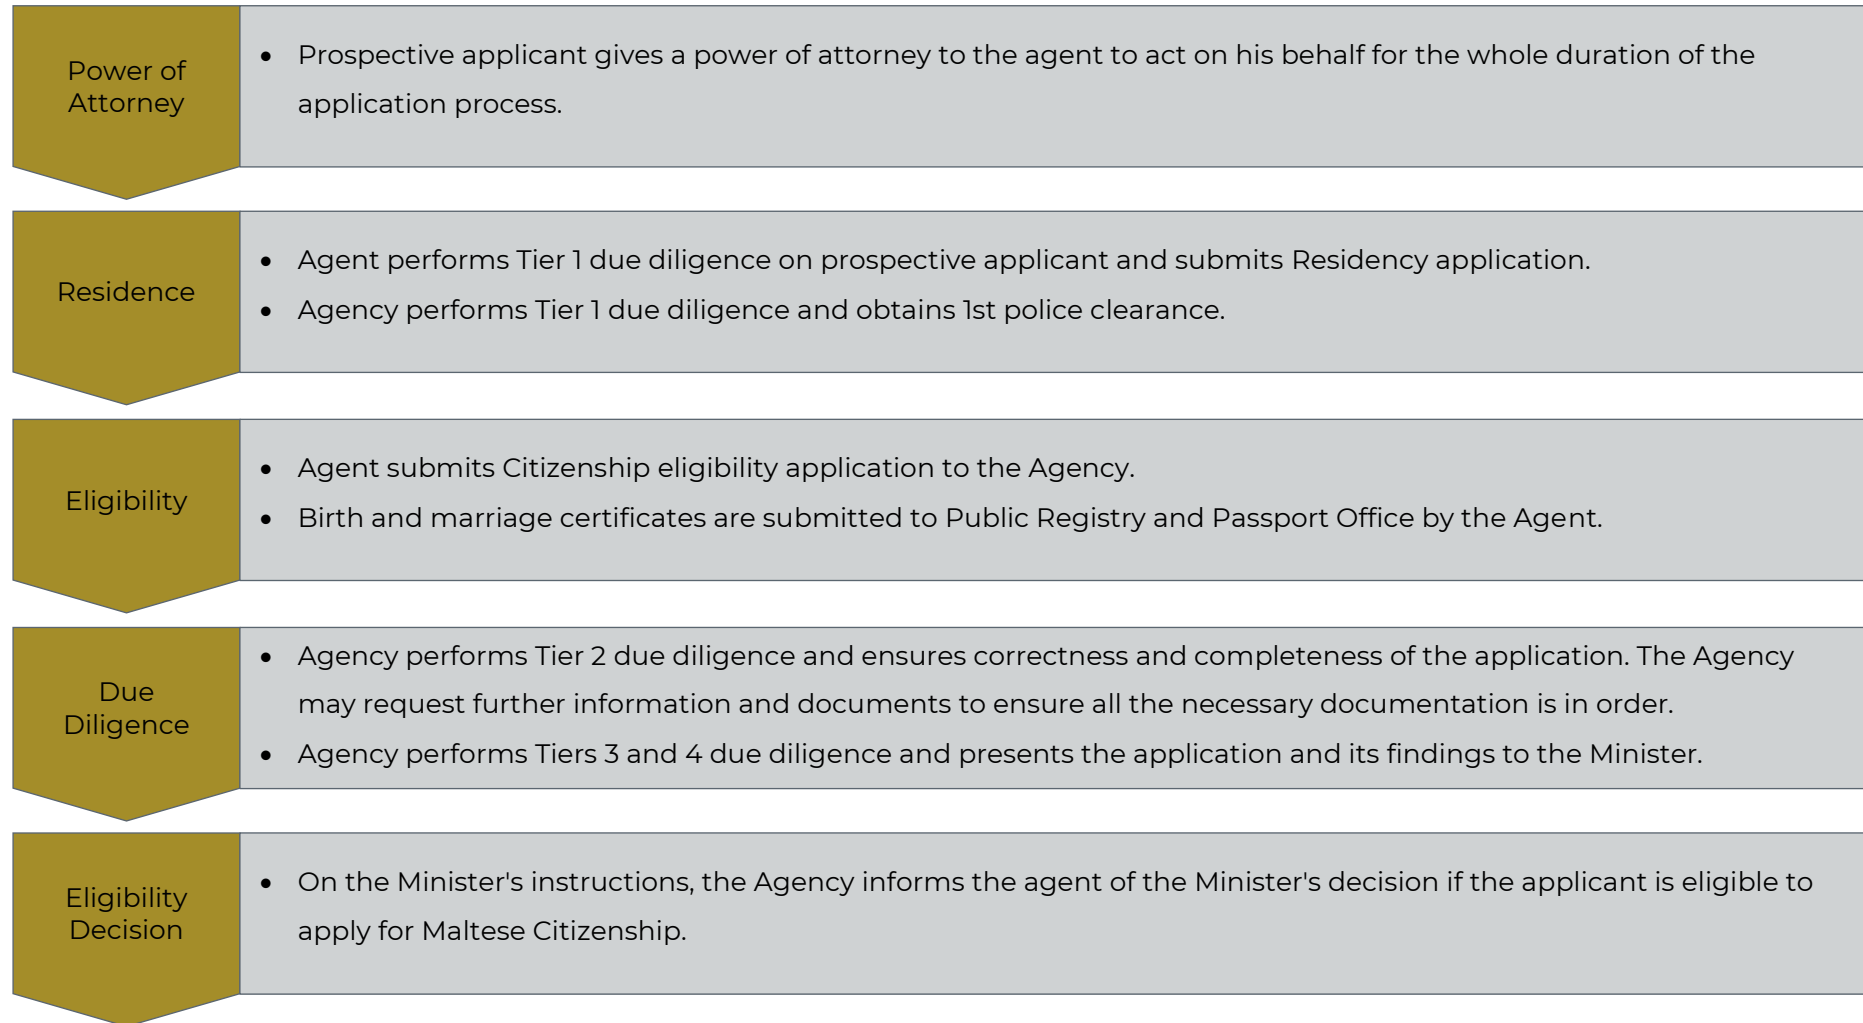 Power of
Attorney
• Prospective applicant gives a power of attorney to the agent to act on his behalf for the whole duration of the
application process.
Residence
• Agent performs Tier 1 due diligence on prospective applicant and submits Residency application.
• Agency performs Tier 1 due diligence and obtains 1st police clearance.
Eligibility
• Agent submits Citizenship eligibility application to the Agency.
• Birth and marriage certificates are submitted to Public Registry and Passport Office by the Agent.
Due
Diligence
• Agency performs Tier 2 due diligence and ensures correctness and completeness of the application. The Agency
may request further information and documents to ensure all the necessary documentation is in order.
• Agency performs Tiers 3 and 4 due diligence and presents the application and its findings to the Minister.
Eligibility
Decision
• On the Minister's instructions, the Agency informs the agent of the Minister's decision if the applicant is eligible to
apply for Maltese Citizenship.